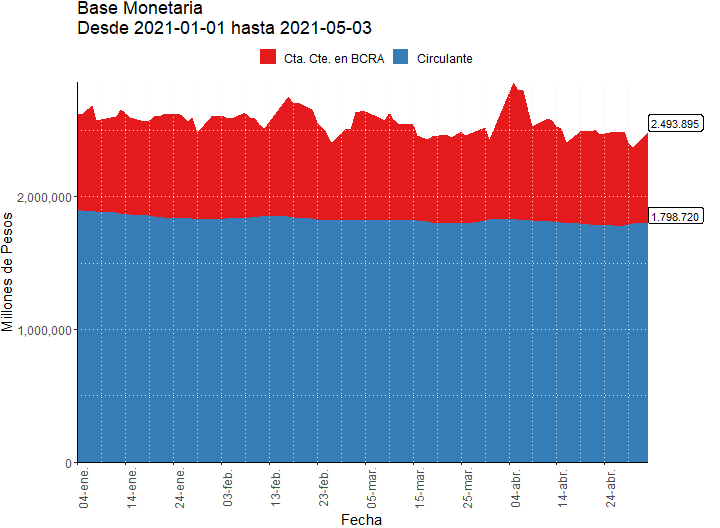 Base Monetaria
Desde 2021-01-01 hasta 2021-05-03
Cta. Cte. en BCRA
Circulante
2.493.895
2,000,000
1.798.720
Millones de Pesos
1,000,000
0
04-ene.
14-ene.
24-ene.
03-feb.
13-feb.
23-feb.
05-mar.
15-mar.
25-mar.
04-abr.
14-abr.
24-abr.
Fecha